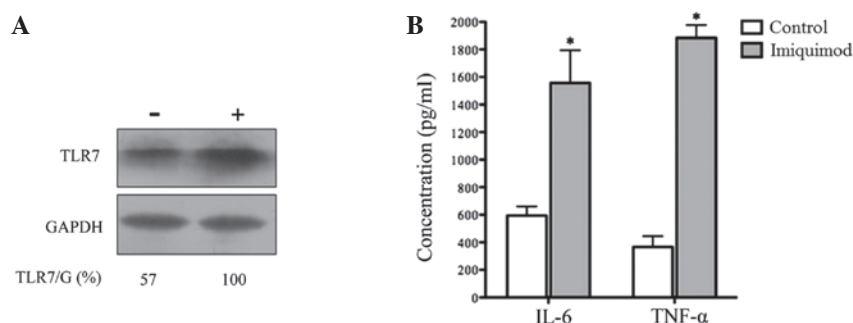 A
− +
TLR7
GAPDH
TLR7/G (%) 57 100
B
Concentration (pg/ml)
2000
1800
1600
1400
1200
1000
800
600
400
200
0
* *
IL-6 TNF-α
Control
Imiquimod